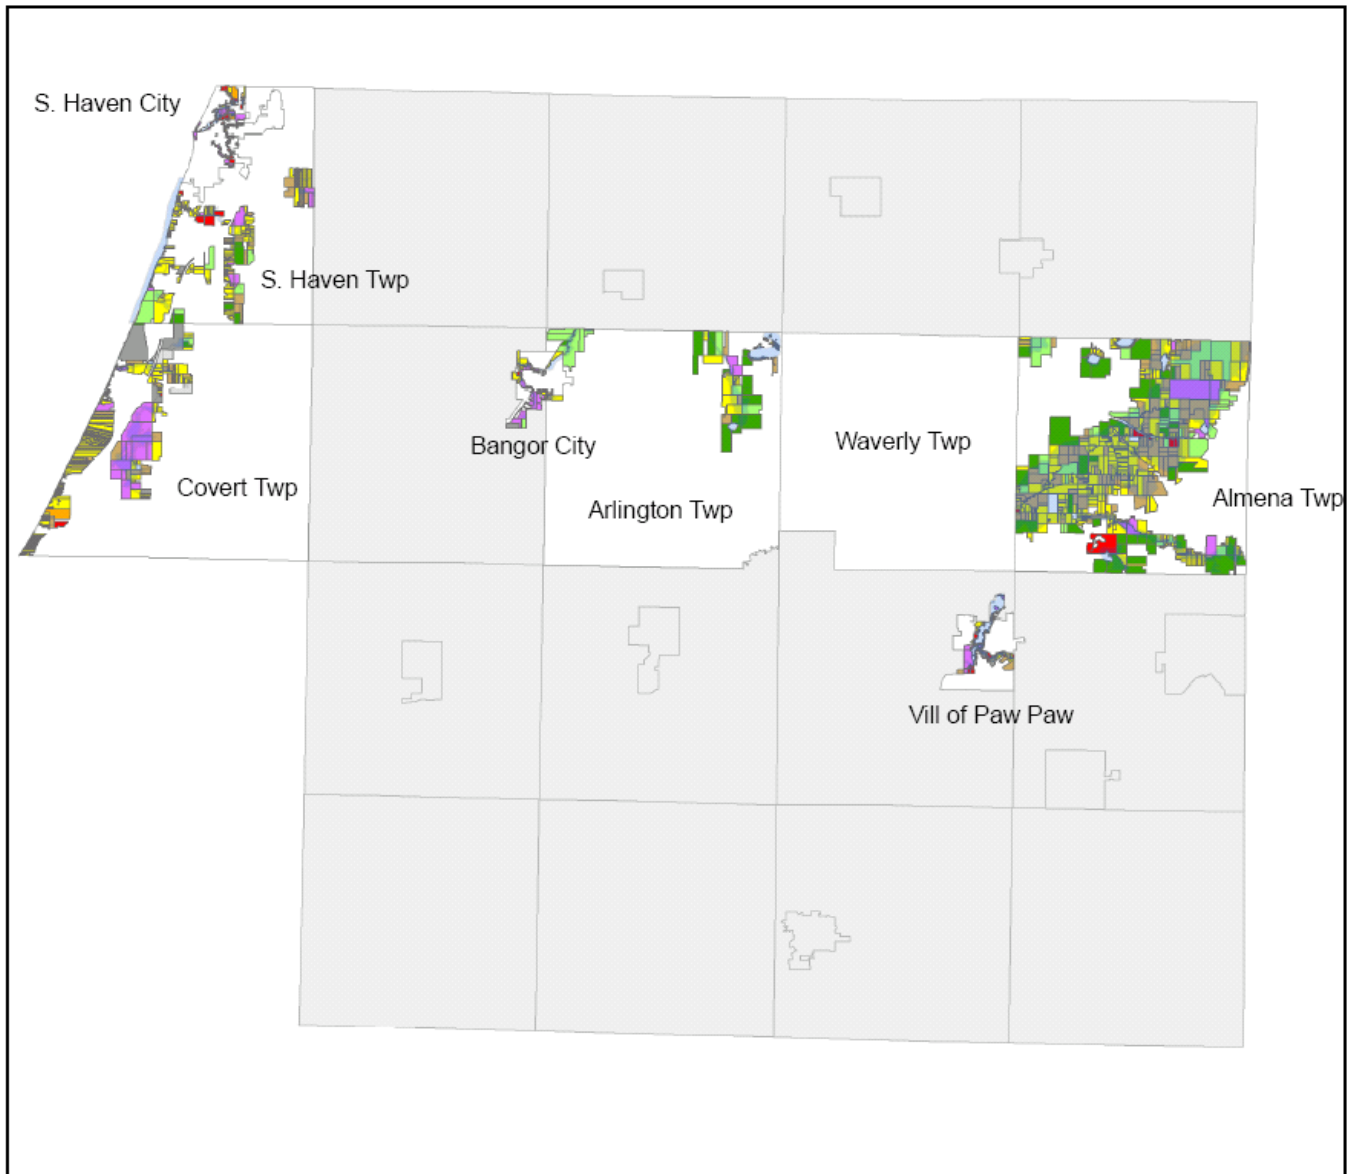 S. Haven City
S. Haven Twp
Bangor City
Waverly Twp
Covert Twp
Arlington Twp
Almena Twp
Vill of Paw Paw